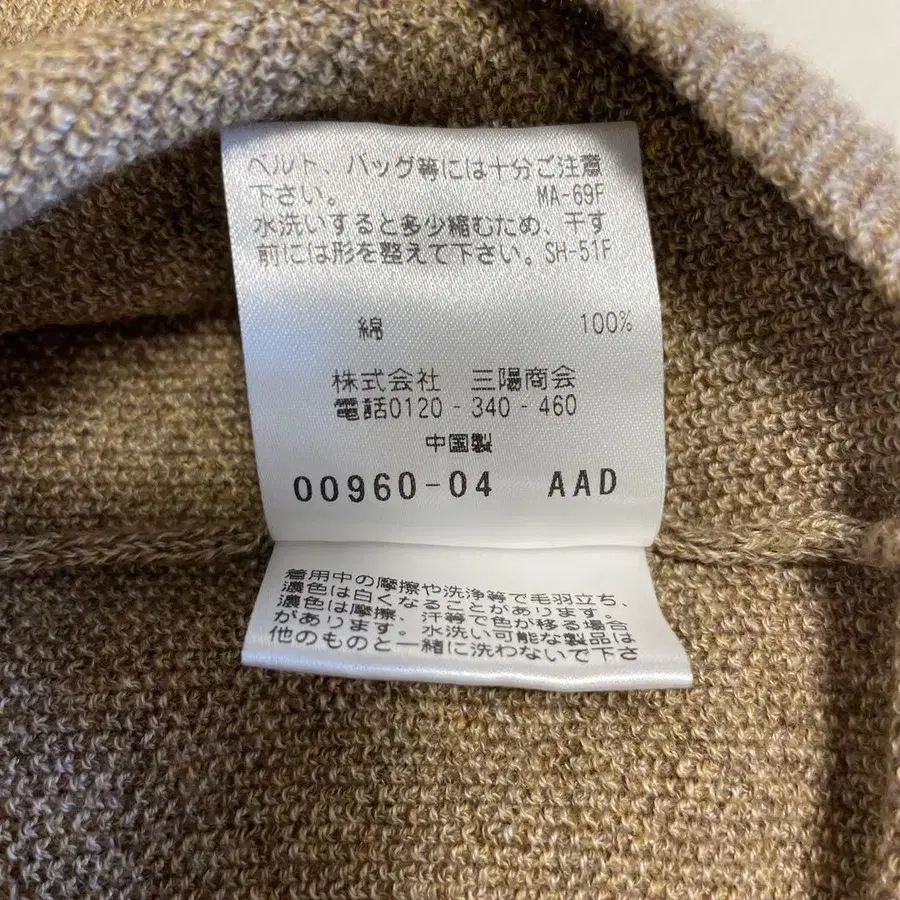 ベルト、バッグ等には十分ご注意
下さい。 MA-69F
水洗いすると多少縮むため、干す
前には形を整えて下さい。SH-51F
綿 100%
株式会社 三陽商会
電話0120-340-460
中国製
00960-04 AAD
着用中の摩擦や洗浄等で毛羽立ち、
濃色は白くなることがあります。
濃色は摩擦、汗等で色が移る場合
があります。水洗い可能な製品は
他のものと一緒に洗わないで下さ